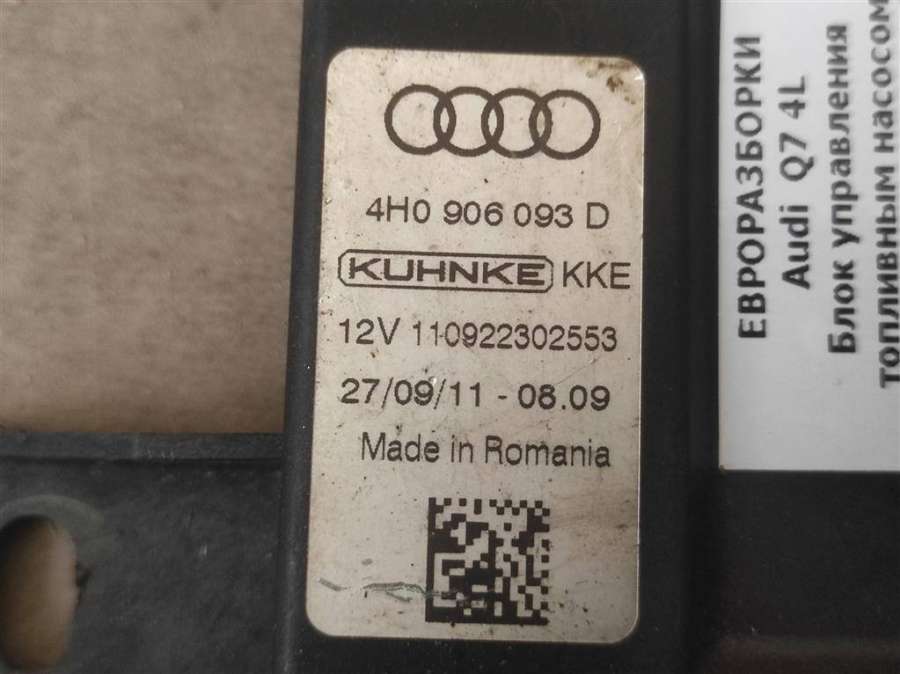 4H0 906 093 D
KUHNKE KKE
12V 110922302553
27/09/11 - 08.09
Made in Romania
ЕВРОРАЗБОРКИ
Audi Q7 4L
Блок управления
топливным насосом